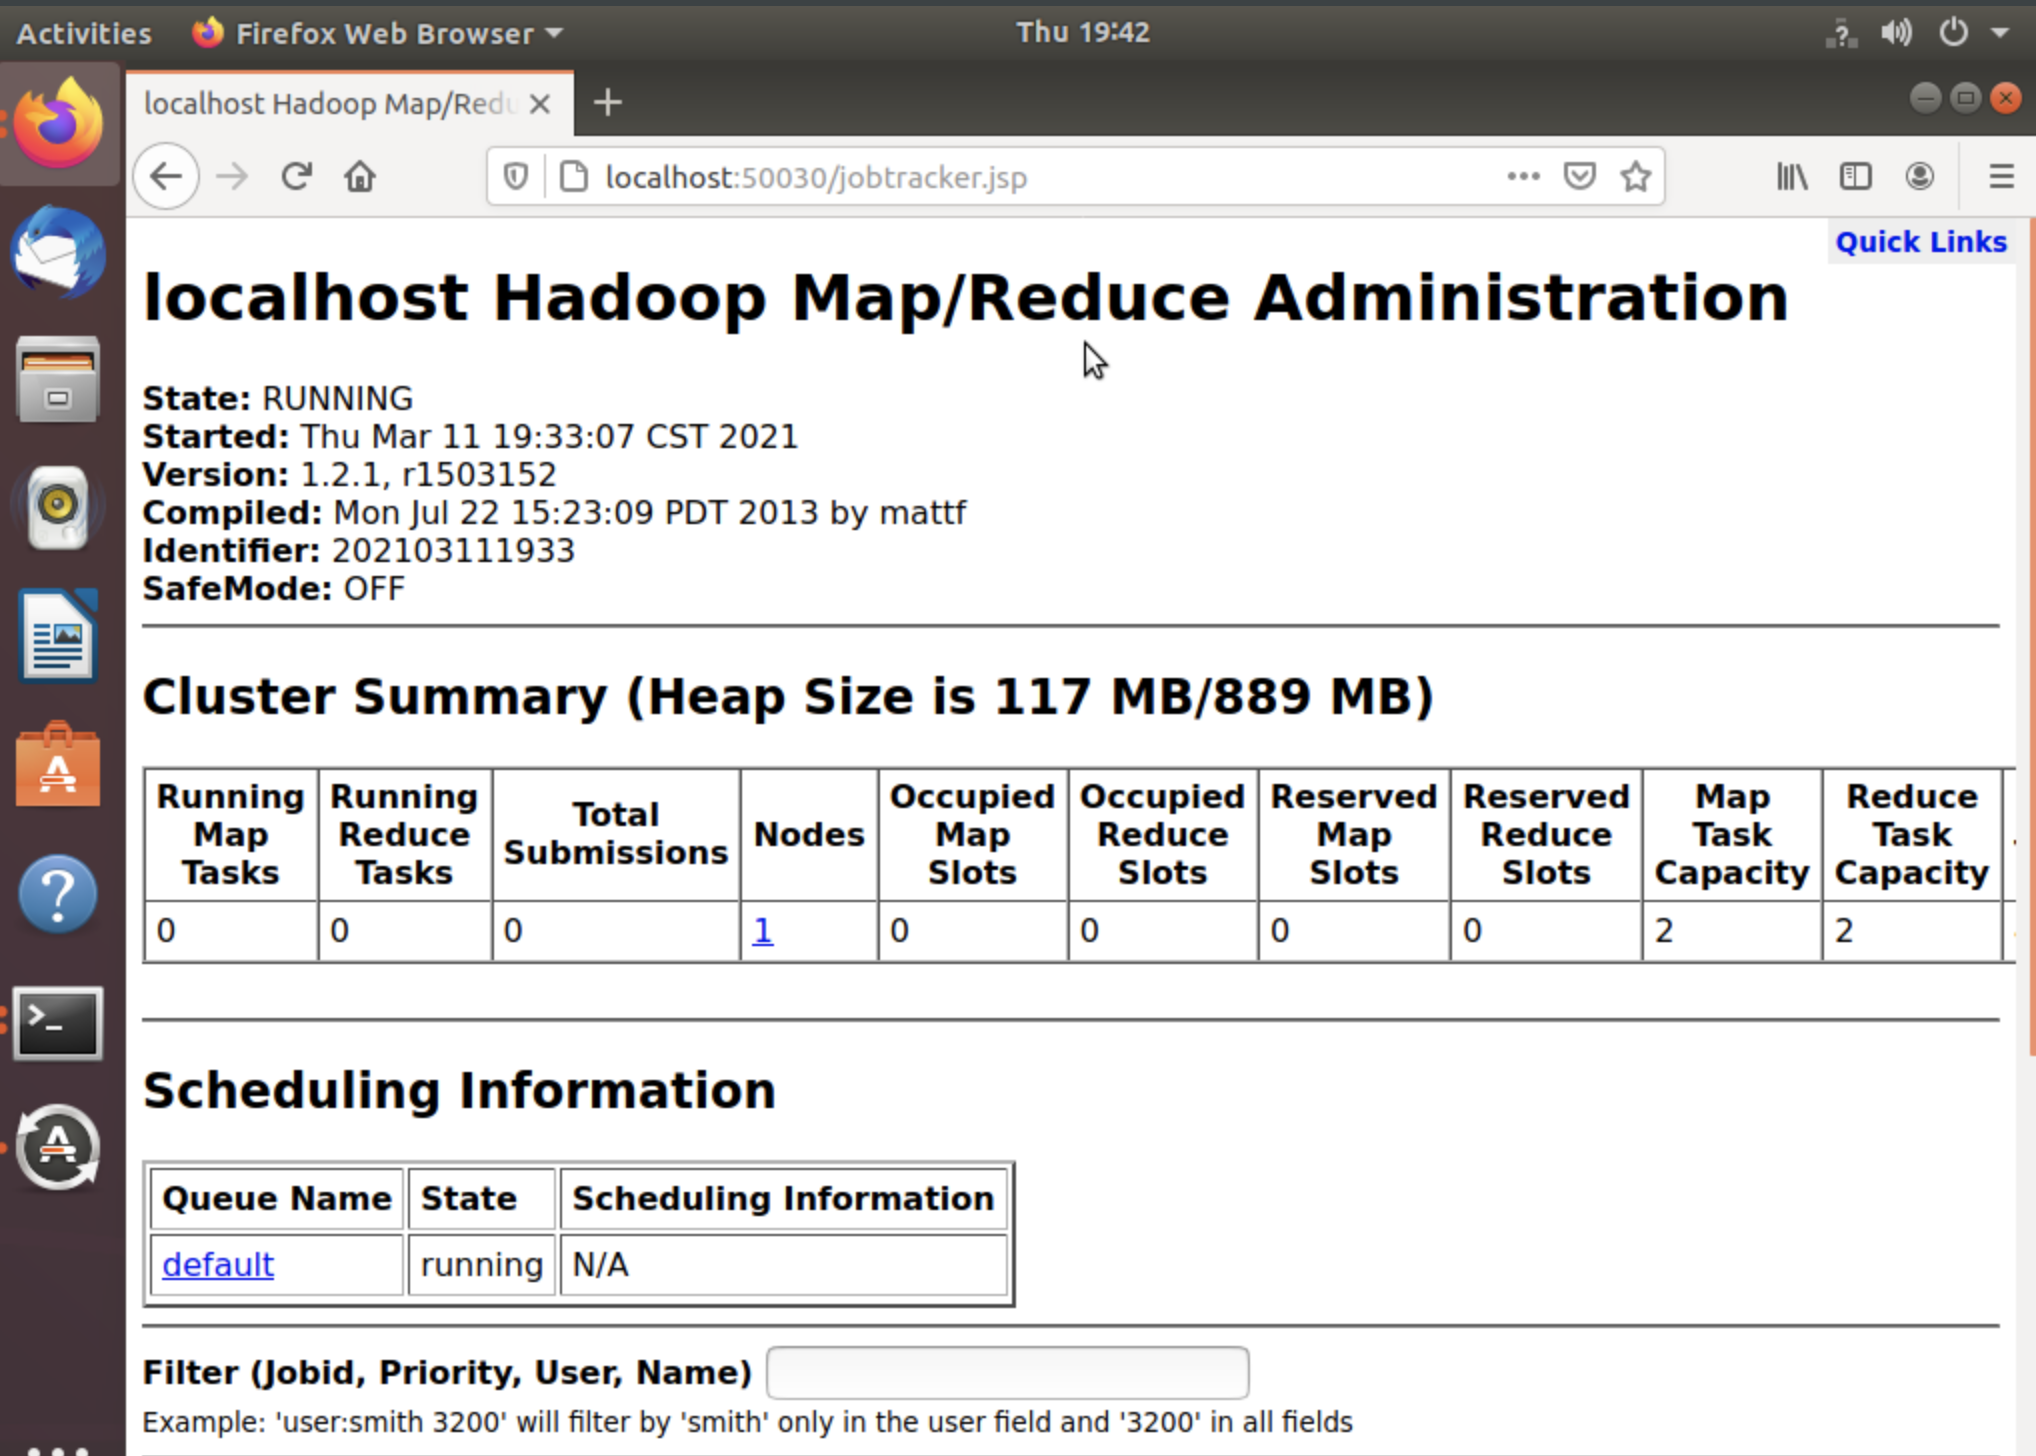 Activities Firefox Web Browser Thu 19:42
localhost Hadoop Map/Redu
localhost:50030/jobtracker.jsp
Quick Links
localhost Hadoop Map/Reduce Administration
State: RUNNING
Started: Thu Mar 11 19:33:07 CST 2021
Version: 1.2.1, r1503152
Compiled: Mon Jul 22 15:23:09 PDT 2013 by mattf
Identifier: 202103111933
SafeMode: OFF
Cluster Summary (Heap Size is 117 MB/889 MB)
Running Map Tasks Running Reduce Tasks Total Submissions Nodes Occupied Map Slots Occupied Reduce Slots Reserved Map Slots Reserved Reduce Slots Map Task Capacity Reduce Task Capacity
0 0 0 1 0 0 0 0 2 2
Scheduling Information
Queue Name State Scheduling Information
default running N/A
Filter (Jobid, Priority, User, Name)
Example: 'user:smith 3200' will filter by 'smith' only in the user field and '3200' in all fields